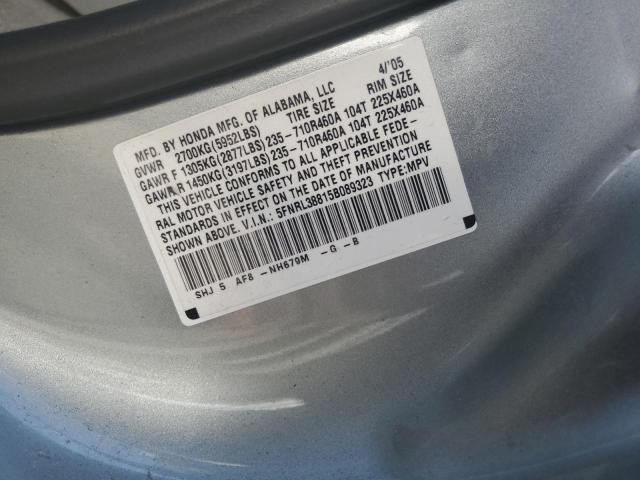 MFD. BY HONDA MFG. OF ALABAMA, LLC 4/'05
GVWR 2700KG(5952LBS) TIRE SIZE RIM SIZE
GAWR F 1305KG(2877LBS) 235-710R460A 104T 225X460A
GAWR R 1450KG(3197LBS) 235-710R460A 104T 225X460A
THIS VEHICLE CONFORMS TO ALL APPLICABLE FEDE-
RAL MOTOR VEHICLE SAFETY AND THEFT PREVENTION
STANDARDS IN EFFECT ON THE DATE OF MANUFACTURE
SHOWN ABOVE. V.I.N.: 5FNRL38815B089323 TYPE:MPV
SHJ 5 AF8 -NH679M -G -B